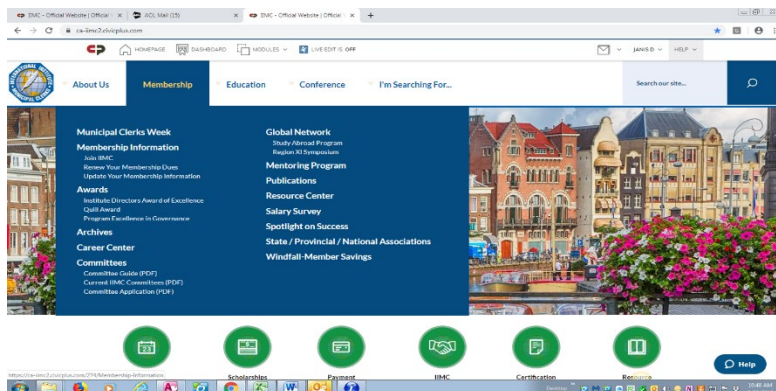 IIMC - Official Website | Official
AOL Mail (15)
IIMC - Official Website | Official
ca-iimc2.civicplus.com
HOMEPAGE DASHBOARD MODULES LIVE EDIT IS OFF JANIS D HELP
About Us Membership Education Conference I'm Searching For... Search our site...
Municipal Clerks Week
Membership Information
Join IIMC
Renew Your Membership Dues
Update Your Membership Information
Awards
Institute Directors Award of Excellence
Quill Award
Program Excellence in Governance
Archives
Career Center
Committees
Committee Guide (PDF)
Current IIMC Committees (PDF)
Committee Application (PDF)
Global Network
Study Abroad Program
Region XI Symposium
Mentoring Program
Publications
Resource Center
Salary Survey
Spotlight on Success
State / Provincial / National Associations
Windfall-Member Savings
Scholarships Payment IIMC Certification Resource
Help
https://ca-iimc2.civicplus.com/274/Membership-Information
Desktop 10:48 AM